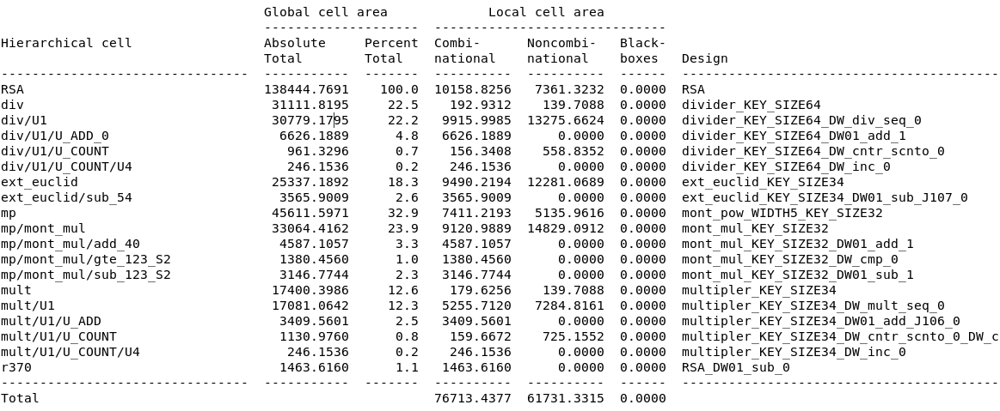 Global cell area             Local cell area
                                  --------------------  ---------------------------
Hierarchical cell                 Absolute     Percent  Combi-      Noncombi-   Black-
                                  Total        Total    national    national    boxes   Design
--------------------------------  -----------  -------  ----------  ----------  ------  -----------------------------------------
RSA                               138444.7691    100.0  10158.8256   7361.3232  0.0000  RSA
div                                31111.8195     22.5    192.9312    139.7088  0.0000  divider_KEY_SIZE64
div/U1                             30779.1795     22.2   9915.9985  13275.6624  0.0000  divider_KEY_SIZE64_DW_div_seq_0
div/U1/U_ADD_0                      6626.1889      4.8   6626.1889      0.0000  0.0000  divider_KEY_SIZE64_DW01_add_1
div/U1/U_COUNT                       961.3296      0.7    156.3408    558.8352  0.0000  divider_KEY_SIZE64_DW_cntr_scnto_0
div/U1/U_COUNT/U4                    246.1536      0.2    246.1536      0.0000  0.0000  divider_KEY_SIZE64_DW_inc_0
ext_euclid                         25337.1892     18.3   9490.2194  12281.0689  0.0000  ext_euclid_KEY_SIZE34
ext_euclid/sub_54                   3565.9009      2.6   3565.9009      0.0000  0.0000  ext_euclid_KEY_SIZE34_DW01_sub_J107_0
mp                                 45611.5971     32.9   7411.2193   5135.9616  0.0000  mont_pow_WIDTH5_KEY_SIZE32
mp/mont_mul                        33064.4162     23.9   9120.9889  14829.0912  0.0000  mont_mul_KEY_SIZE32
mp/mont_mul/add_40                  4587.1057      3.3   4587.1057      0.0000  0.0000  mont_mul_KEY_SIZE32_DW01_add_1
mp/mont_mul/gte_123_S2              1380.4560      1.0   1380.4560      0.0000  0.0000  mont_mul_KEY_SIZE32_DW_cmp_0
mp/mont_mul/sub_123_S2              3146.7744      2.3   3146.7744      0.0000  0.0000  mont_mul_KEY_SIZE32_DW01_sub_1
mult                               17400.3986     12.6    179.6256    139.7088  0.0000  multipler_KEY_SIZE34
mult/U1                            17081.0642     12.3   5255.7120   7284.8161  0.0000  multipler_KEY_SIZE34_DW_mult_seq_0
mult/U1/U_ADD                       3409.5601      2.5   3409.5601      0.0000  0.0000  multipler_KEY_SIZE34_DW01_add_J106_0
mult/U1/U_COUNT                     1130.9760      0.8    159.6672    725.1552  0.0000  multipler_KEY_SIZE34_DW_cntr_scnto_0_DW_c
mult/U1/U_COUNT/U4                   246.1536      0.2    246.1536      0.0000  0.0000  multipler_KEY_SIZE34_DW_inc_0
r370                                1463.6160      1.1   1463.6160      0.0000  0.0000  RSA_DW01_sub_0
--------------------------------  -----------  -------  ----------  ----------  ------  -----------------------------------------
Total                                                   76713.4377  61731.3315  0.0000